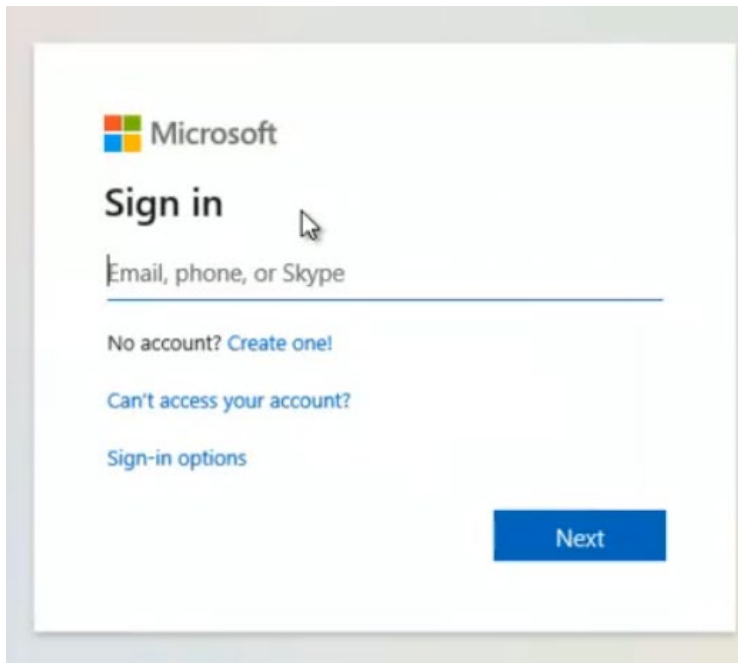 Microsoft
Sign in
Email, phone, or Skype
No account? Create one!
Can't access your account?
Sign-in options
Next